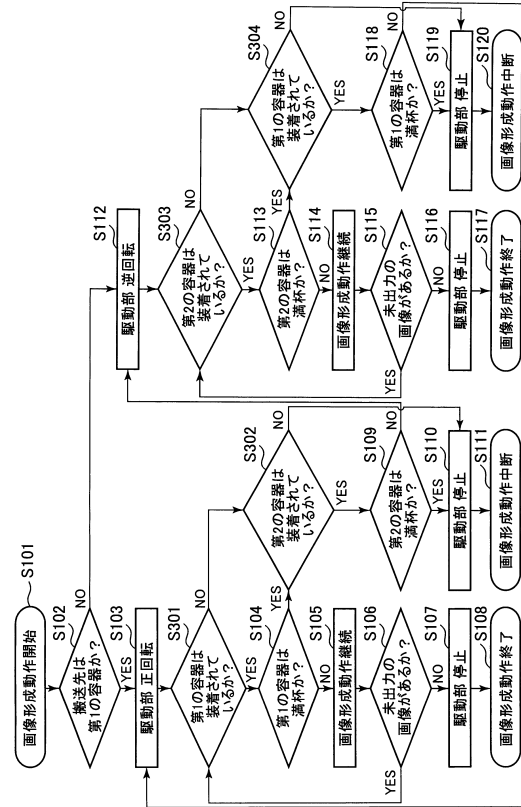 画像形成動作開始
S101
搬送先は
第1の容器か？
S102
YES
NO
駆動部 正回転
S103
第1の容器は
装着されて
いるか？
S301
YES
NO
第1の容器は
満杯か？
S104
YES
NO
画像形成動作継続
S105
未出力の
画像があるか？
S106
YES
NO
駆動部 停止
S107
画像形成動作終了
S108
第2の容器は
装着されて
いるか？
S302
YES
NO
第2の容器は
満杯か？
S109
YES
NO
駆動部 停止
S110
画像形成動作中断
S111
駆動部 逆回転
S112
第2の容器は
装着されて
いるか？
S303
YES
NO
第2の容器は
満杯か？
S113
YES
NO
画像形成動作継続
S114
未出力の
画像があるか？
S115
YES
NO
駆動部 停止
S116
画像形成動作終了
S117
第1の容器は
装着されて
いるか？
S304
YES
NO
第1の容器は
満杯か？
S118
YES
NO
駆動部 停止
S119
画像形成動作中断
S120